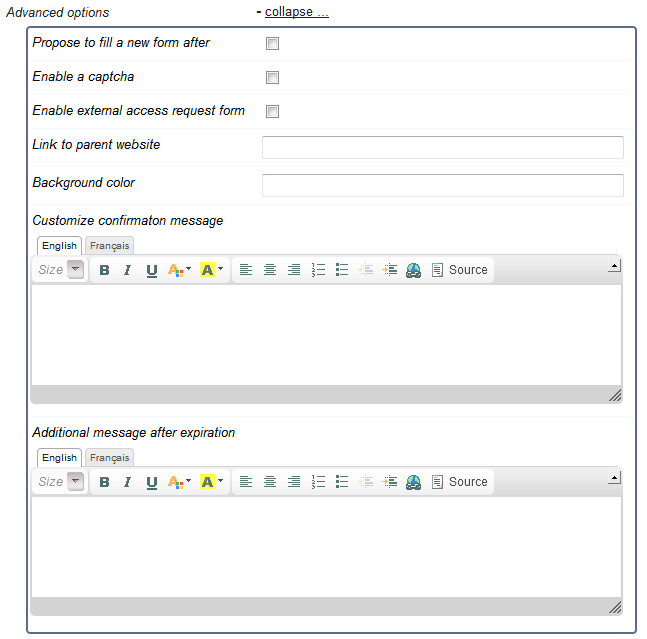 Advanced options - collapse ...
Propose to fill a new form after
Enable a captcha
Enable external access request form
Link to parent website
Background color
Customize confirmaton message
English Français
Size B I U A A Source
Additional message after expiration
English Français
Size B I U A A Source